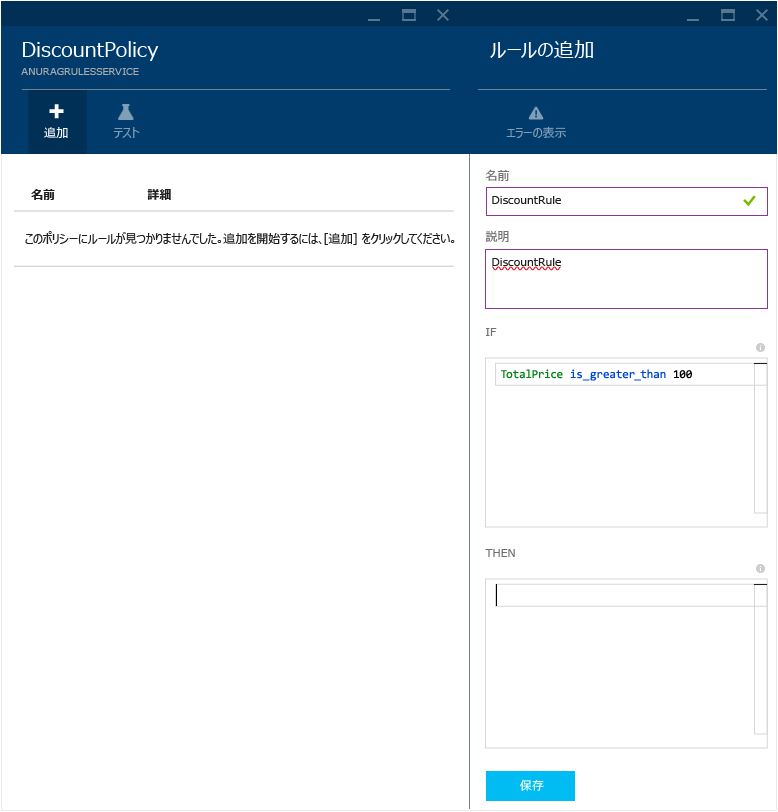 DiscountPolicy
ANURAGRULESSERVICE
追加
テスト
名前 詳細
このポリシーにルールが見つかりませんでした。追加を開始するには、[追加] をクリックしてください。
ルールの追加
エラーの表示
名前
DiscountRule
説明
DiscountRule
IF
TotalPrice is_greater_than 100
THEN
保存